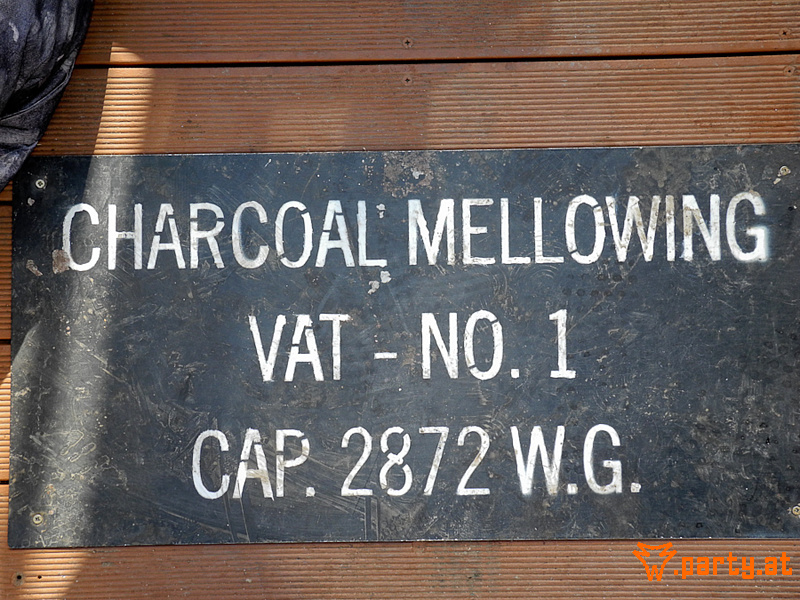 CHARCOAL MELLOWING
VAT - NO. 1
CAP. 2872 W.G.
w.party.at